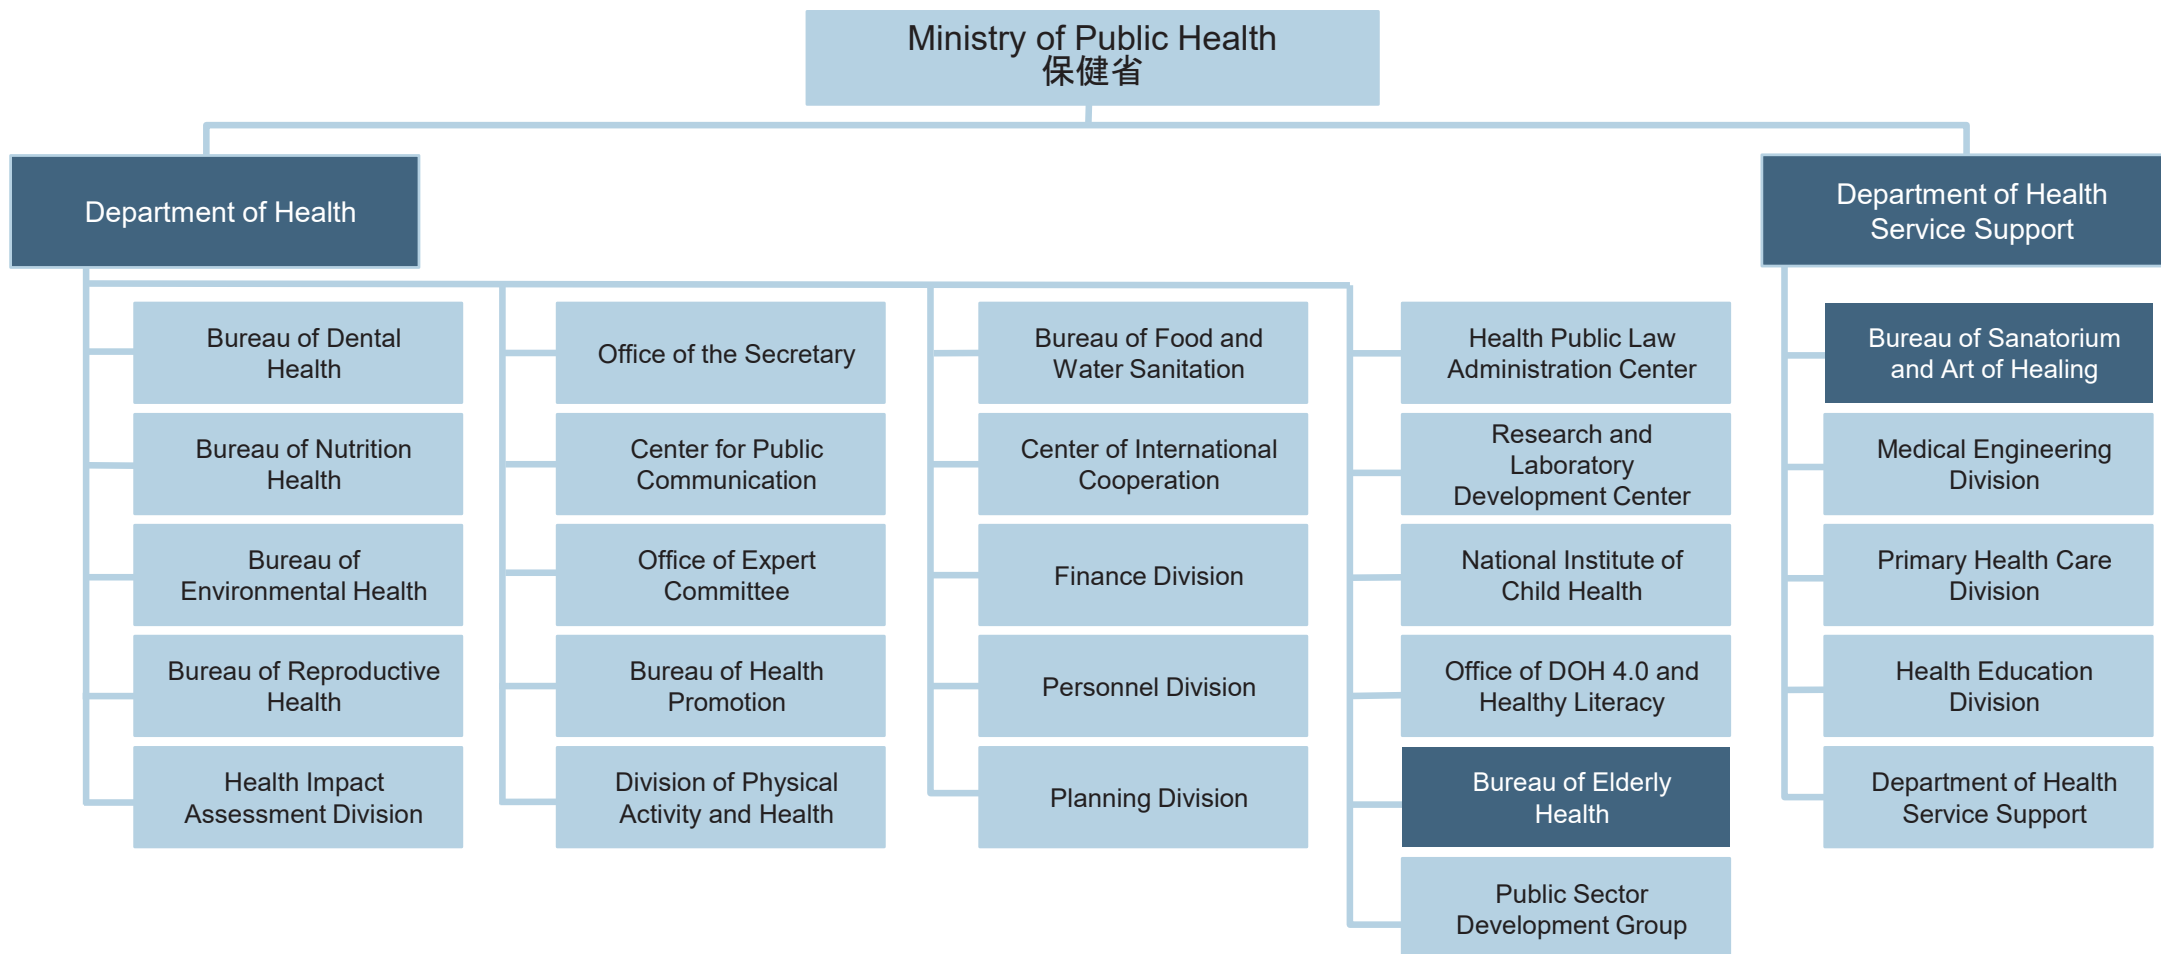 Ministry of Public Health
保健省
Department of Health
Department of Health
Service Support
Bureau of Dental
Health
Bureau of Nutrition
Health
Bureau of
Environmental Health
Bureau of Reproductive
Health
Health Impact
Assessment Division
Office of the Secretary
Center for Public
Communication
Office of Expert
Committee
Bureau of Health
Promotion
Division of Physical
Activity and Health
Bureau of Food and
Water Sanitation
Center of International
Cooperation
Finance Division
Personnel Division
Planning Division
Health Public Law
Administration Center
Research and
Laboratory
Development Center
National Institute of
Child Health
Office of DOH 4.0 and
Healthy Literacy
Bureau of Elderly
Health
Public Sector
Development Group
Bureau of Sanatorium
and Art of Healing
Medical Engineering
Division
Primary Health Care
Division
Health Education
Division
Department of Health
Service Support